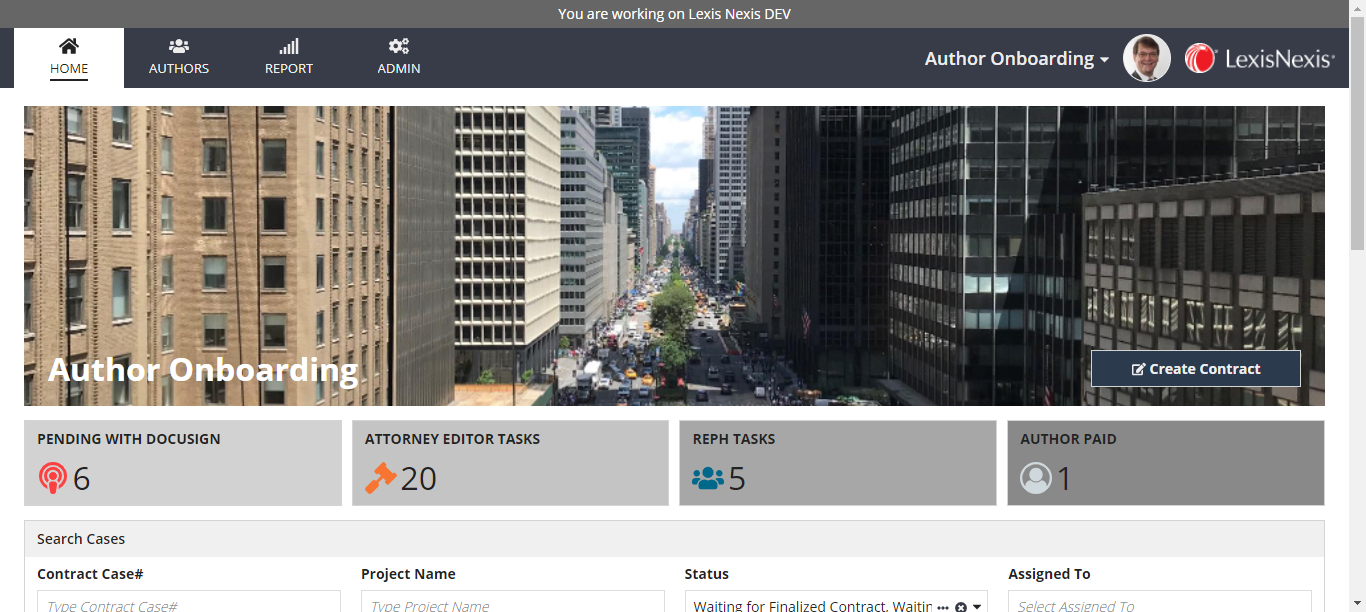 You are working on Lexis Nexis DEV
HOME
AUTHORS
REPORT
ADMIN
Author Onboarding
LexisNexis®
Author Onboarding
Create Contract
PENDING WITH DOCUSIGN
6
ATTORNEY EDITOR TASKS
20
REPH TASKS
5
AUTHOR PAID
1
Search Cases
Contract Case#
Project Name
Status
Assigned To
Type Contract Case#
Type Project Name
Waiting for Finalized Contract, Waitin ...
Select Assigned To